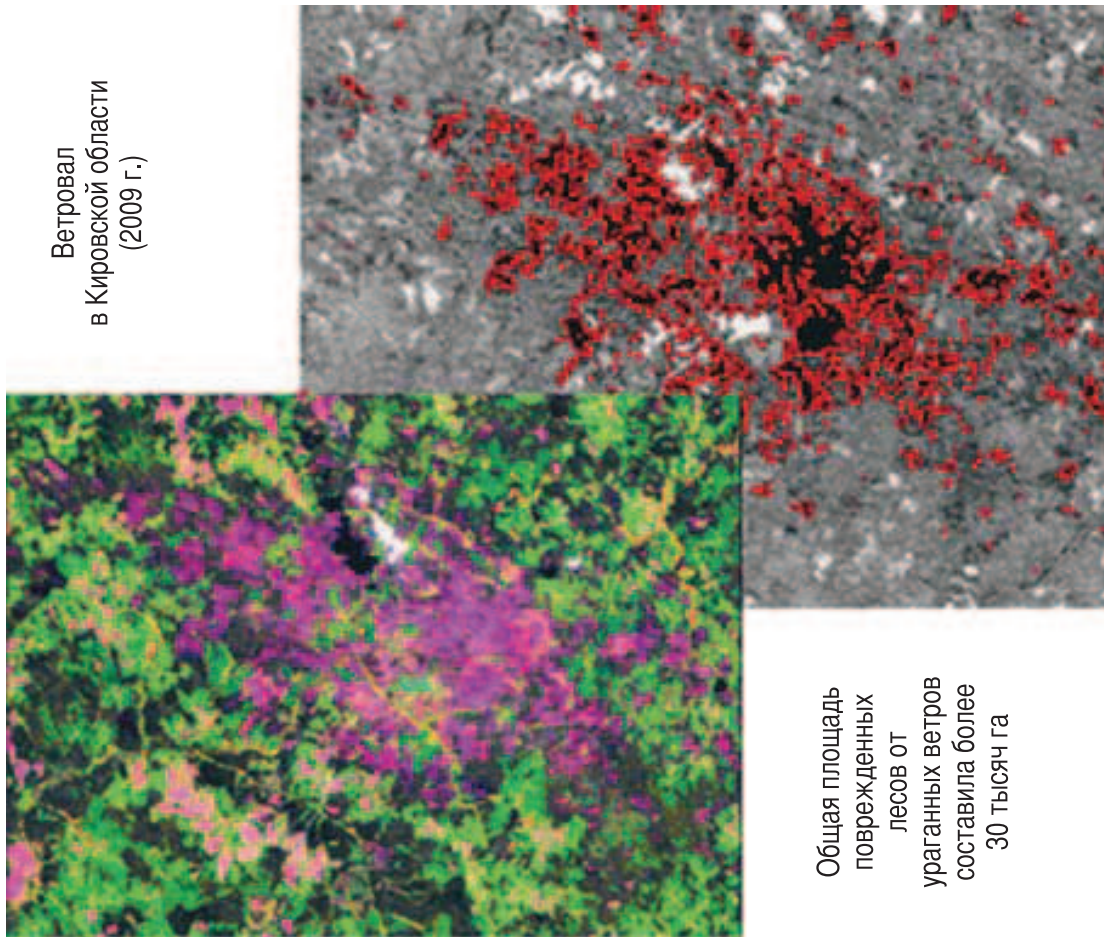 Ветровал
в Кировской области
(2009 г.)
Общая площадь
поврежденных
лесов от
ураганных ветров
составила более
30 тысяч га